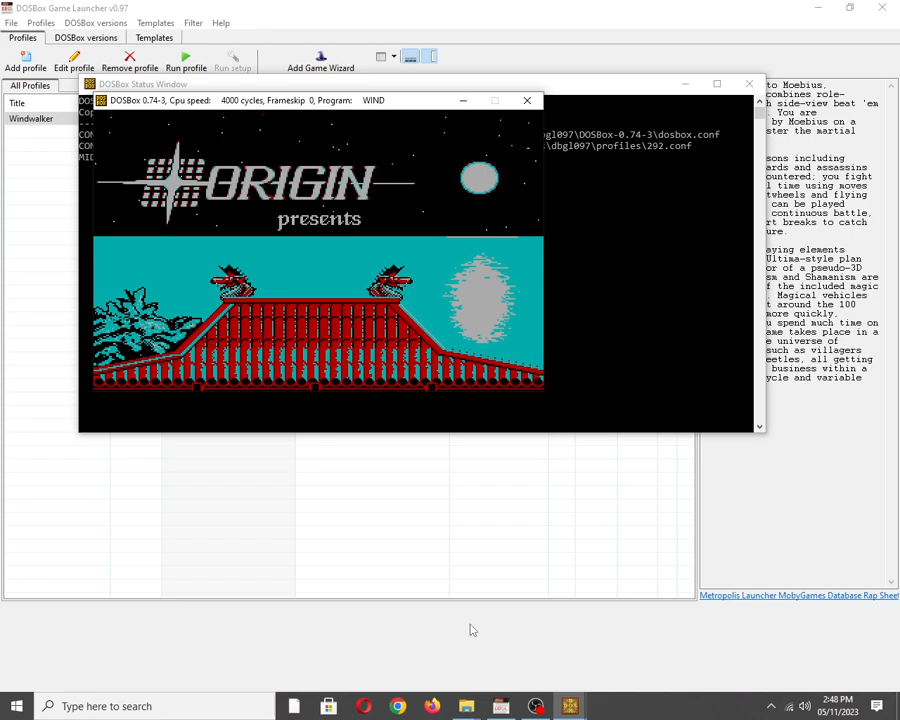 DOSBox Game Launcher v0.97
File Profiles DOSBox versions Templates Filter Help
Profiles DOSBox versions Templates
Add profile Edit profile Remove profile Run profile Run setup Add Game Wizard
All Profiles
Title
Windwalker
DOSBox Status Window
DOSBox 0.74-3, Cpu speed: 4000 cycles, Frameskip 0, Program: WIND
DOS
Cop
---
CON
CON
MID
bgl097\DOSBox-0.74-3\dosbox.conf
s\dbgl097\profiles\292.conf
ORIGIN
presents
to Moebius,
combines role-
h side-view beat 'em
. You are
by Moebius on a
ster the martial
sons including
ards and assassins
countered; you fight
l time using moves
twheels and flying
can be played
continuous battle,
rt breaks to catch
ure.
aying elements
Ultima-style plan
or of a pseudo-3D
sm and Shamanism are
f the included magic
. Magical vehicles
t around the 100
more quickly,
u spend much time on
ame takes place in a
e universe of
such as villagers
eetles, all getting
business within a
ycle and variable
Metropolis Launcher MobyGames Database Rap Sheet
Type here to search
2:48 PM
05/11/2023